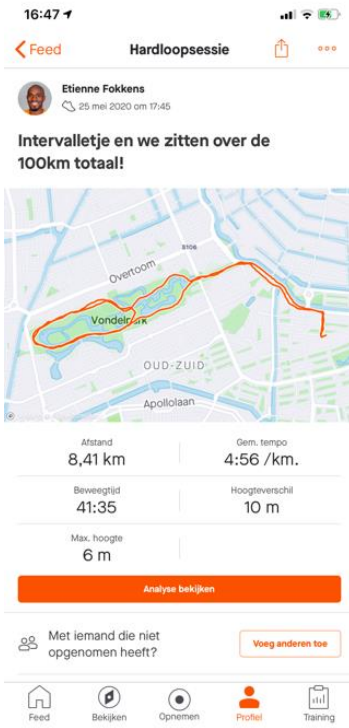 16:47
Feed
Hardloopsessie
Etienne Fokkens
25 mei 2020 om 17:45
Intervalletje en we zitten over de
100km totaal!
S106
Overtoom
Vondelpark
OUD-ZUID
Apollolaan
Afstand
8,41 km
Gem. tempo
4:56 /km.
Beweegtijd
41:35
Hoogteverschil
10 m
Max. hoogte
6 m
Analyse bekijken
Met iemand die niet
opgenomen heeft?
Voeg anderen toe
Feed
Bekijken
Opnemen
Profiel
Training